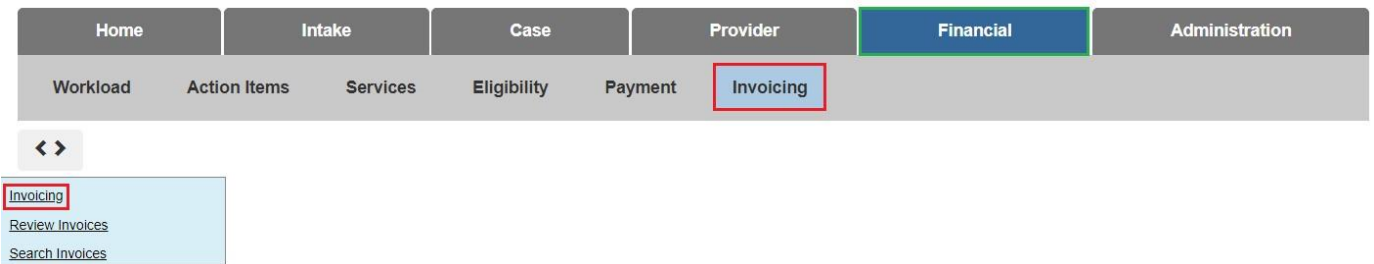 Home Intake Case Provider Financial Administration
Workload Action Items Services Eligibility Payment Invoicing
Invoicing
Review Invoices
Search Invoices